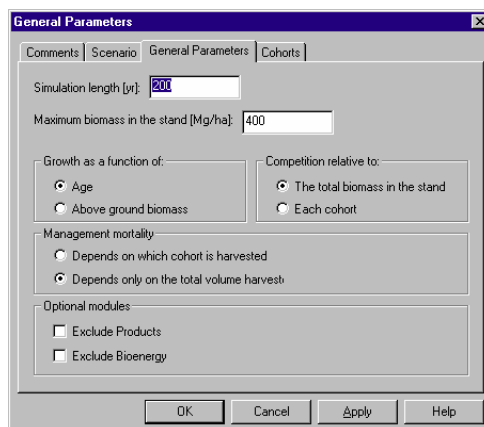 General Parameters
Comments Scenario General Parameters Cohorts
Simulation length [yr]: 200
Maximum biomass in the stand [Mg/ha]: 400
Growth as a function of: Competition relative to:
Age The total biomass in the stand
Above ground biomass Each cohort
Management mortality
Depends on which cohort is harvested
Depends only on the total volume harveste
Optional modules
Exclude Products
Exclude Bioenergy
OK Cancel Apply Help